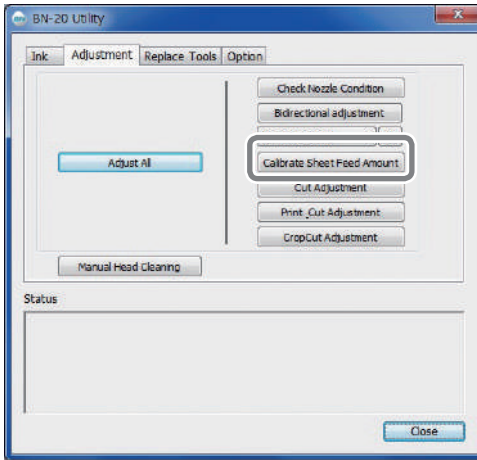 BN-20 Utility
Ink Adjustment Replace Tools Option
Check Nozzle Condition
Bidirectional adjustment
Adjust All
Calibrate Sheet Feed Amount
Cut Adjustment
Print_Cut Adjustment
CropCut Adjustment
Manual Head Cleaning
Status
Close